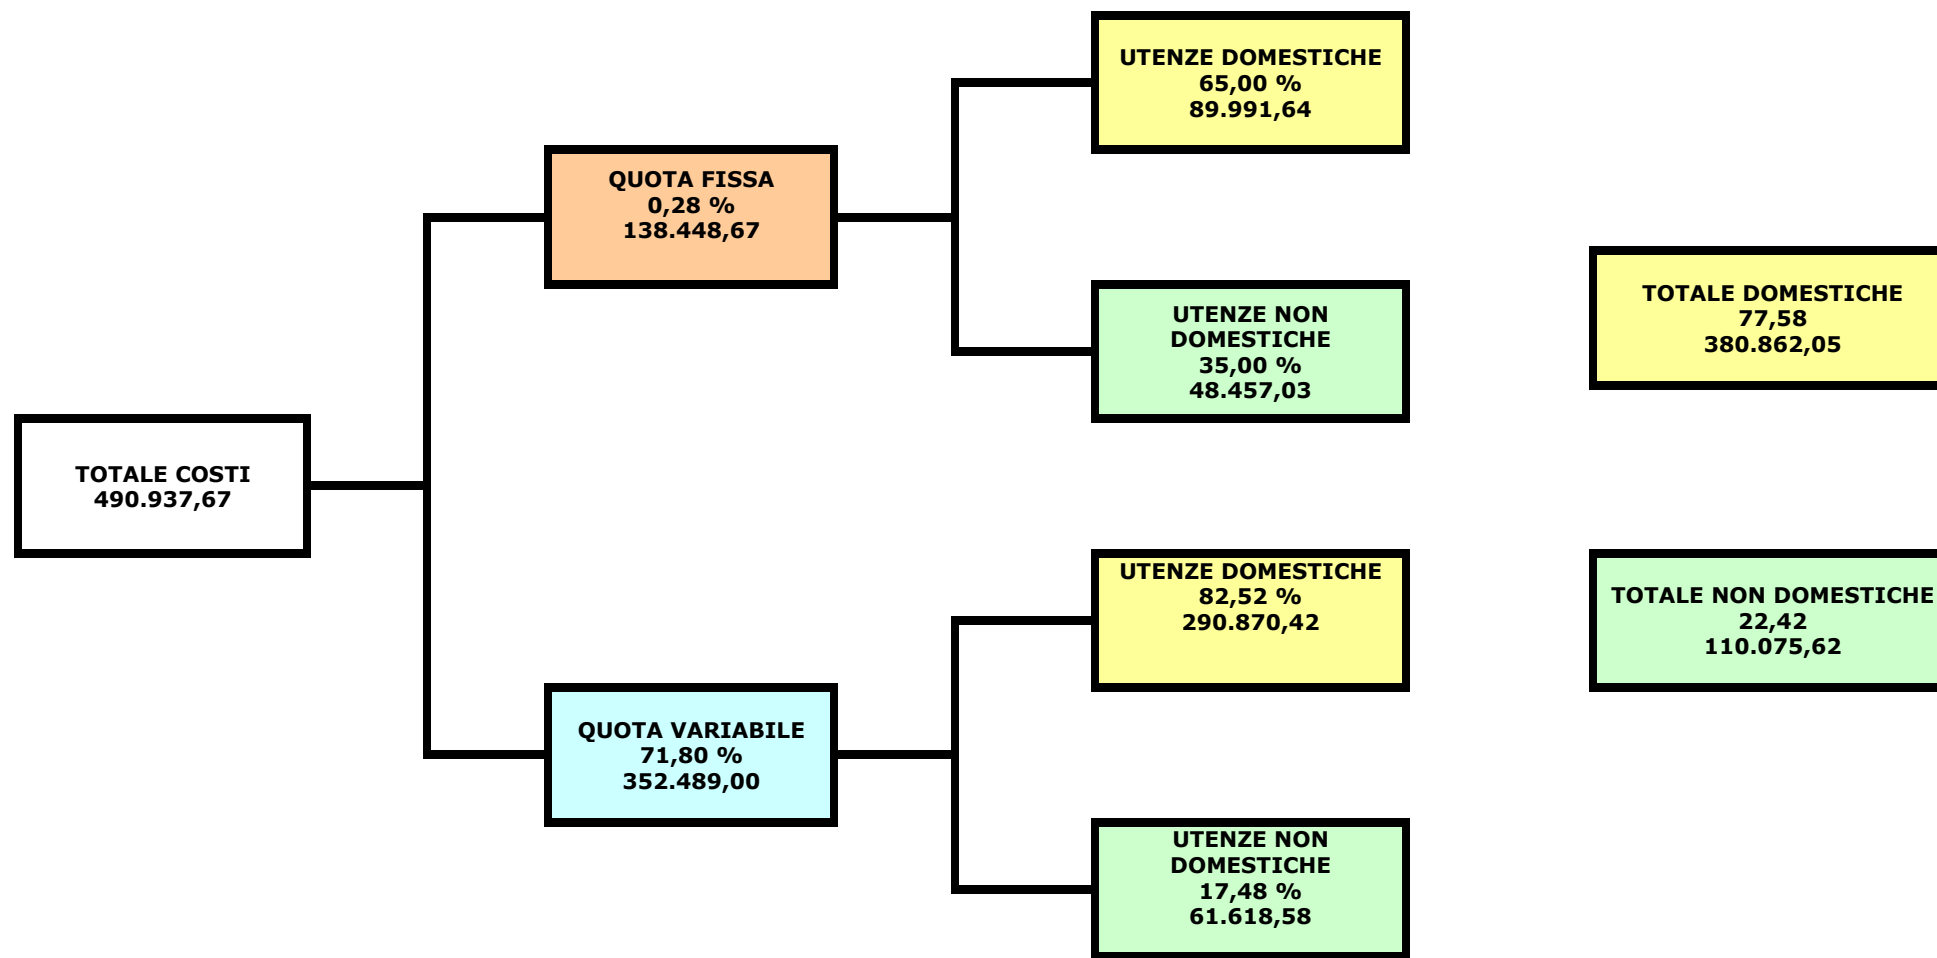 UTENZE DOMESTICHE
65,00 %
89.991,64
QUOTA FISSA
0,28 %
138.448,67
UTENZE NON
DOMESTICHE
35,00 %
48.457,03
TOTALE DOMESTICHE
77,58
380.862,05
TOTALE COSTI
490.937,67
UTENZE DOMESTICHE
82,52 %
290.870,42
TOTALE NON DOMESTICHE
22,42
110.075,62
QUOTA VARIABILE
71,80 %
352.489,00
UTENZE NON
DOMESTICHE
17,48 %
61.618,58